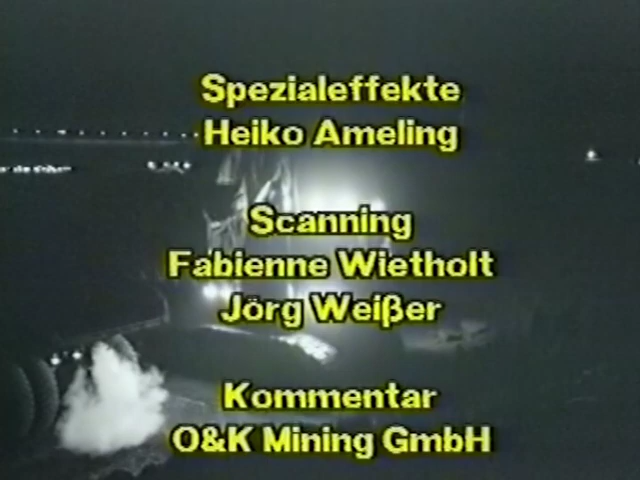 Spezialeffekte
Heiko Ameling
Scanning
Fabienne Wietholt
Jörg Weißer
Kommentar
O&K Mining GmbH